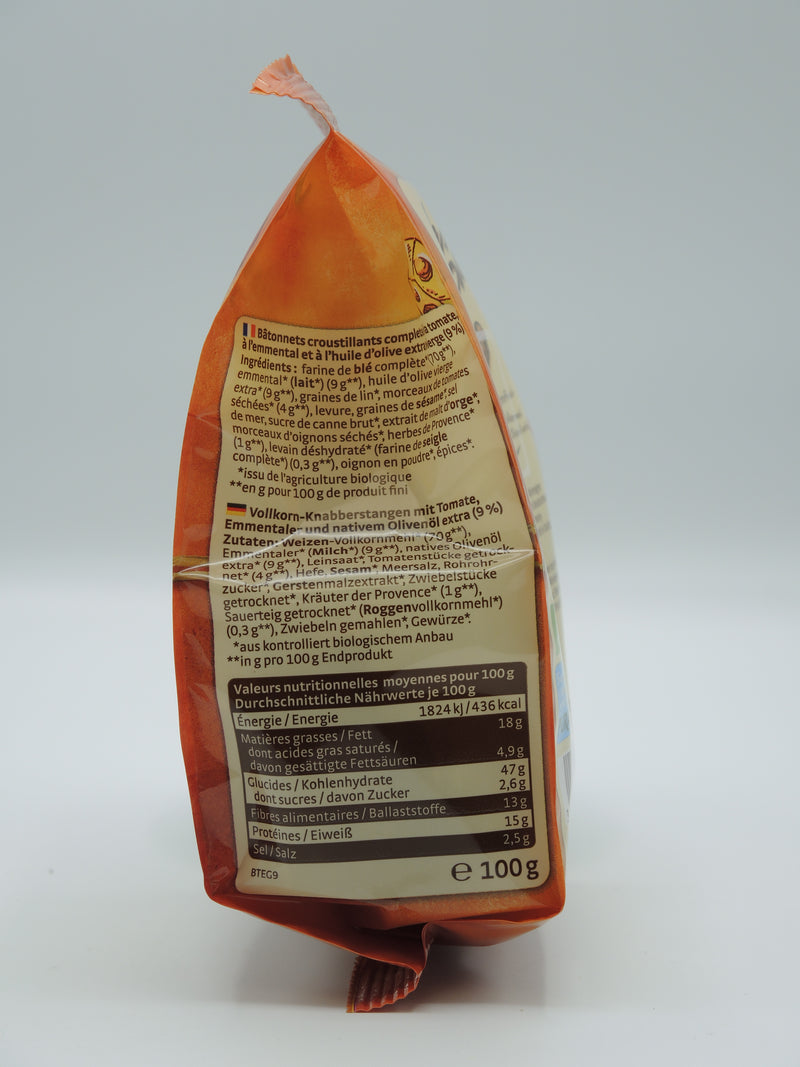 Bâtonnets croustillants complets à la tomate,
à l'emmental et à l'huile d'olive extra vierge (9 %)
Ingrédients : farine de blé complète* (70 g**),
emmental* (lait*) (9 g**), huile d'olive vierge
extra* (9 g**), graines de lin*, morceaux de tomates
séchées* (4 g**), levure, graines de sésame*, sel
de mer, sucre de canne brut*, extrait de malt d'orge*,
morceaux d'oignons séchés*, herbes de Provence*
(1 g**), levain déshydraté* (farine de seigle
complète*) (0,3 g**), oignon en poudre*, épices*.
*issu de l'agriculture biologique
**en g pour 100 g de produit fini
Vollkorn-Knabberstangen mit Tomate,
Emmentaler und nativem Olivenöl extra (9 %)
Zutaten: Weizen-Vollkornmehl* (70 g**),
Emmentaler* (Milch*) (9 g**), natives Olivenöl
extra* (9 g**), Leinsaat*, Tomatenstücke getrock-
net* (4 g**), Hefe, Sesam*, Meersalz, Rohrohr-
zucker*, Gerstenmalzextrakt*, Zwiebelstücke
getrocknet*, Kräuter der Provence* (1 g**),
Sauerteig getrocknet* (Roggenvollkornmehl*)
(0,3 g**), Zwiebeln gemahlen*, Gewürze*.
*aus kontrolliert biologischem Anbau
**in g pro 100 g Endprodukt
Valeurs nutritionnelles moyennes pour 100 g
Durchschnittliche Nährwerte je 100 g
Énergie / Energie 1824 kJ / 436 kcal
Matières grasses / Fett 18 g
dont acides gras saturés /
davon gesättigte Fettsäuren 4,9 g
Glucides / Kohlenhydrate 47 g
dont sucres / davon Zucker 2,6 g
Fibres alimentaires / Ballaststoffe 13 g
Protéines / Eiweiß 15 g
Sel / Salz 2,5 g
BTEG9
e 100 g